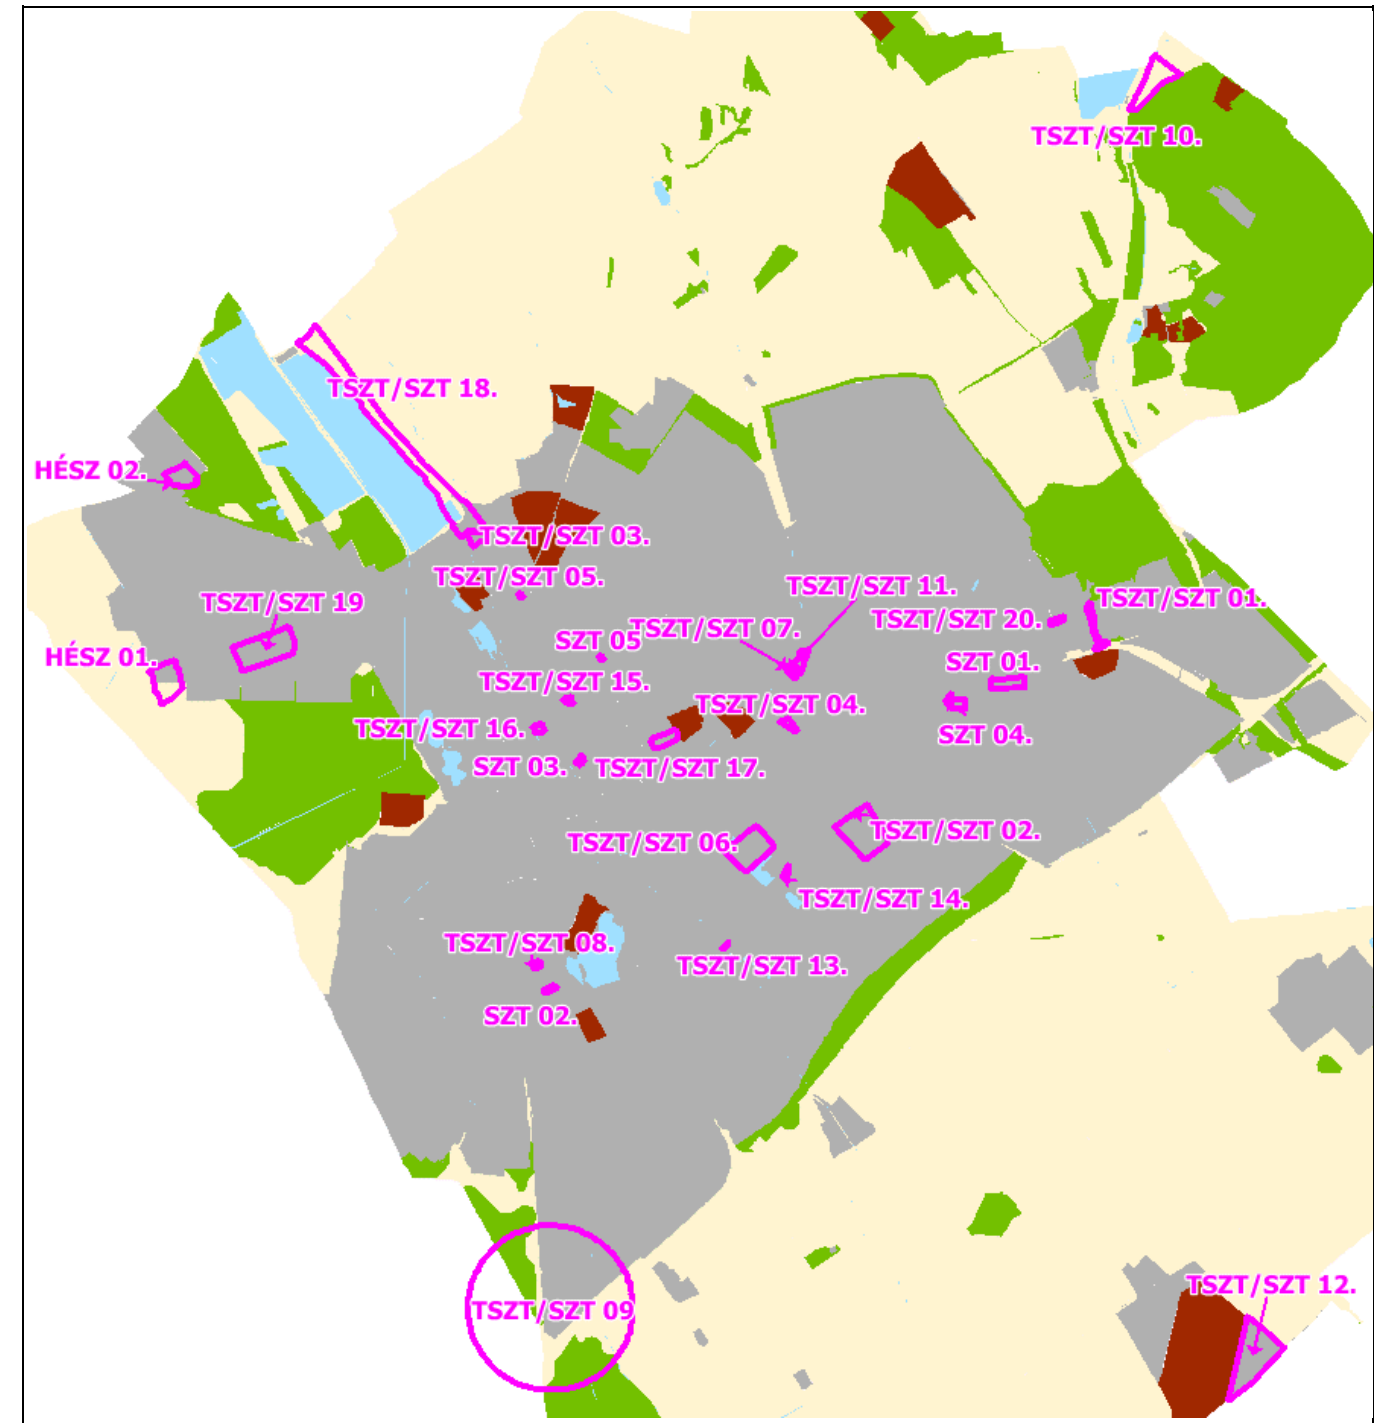 TSZT/SZT 10.
TSZT/SZT 18.
HÉSZ 02.
TSZT/SZT 03.
TSZT/SZT 05.
TSZT/SZT 11.
TSZT/SZT 19
TSZT/SZT 01.
TSZT/SZT 20.
SZT 05
TSZT/SZT 07.
HÉSZ 01.
SZT 01.
TSZT/SZT 15.
TSZT/SZT 04.
TSZT/SZT 16.
SZT 04.
SZT 03.
TSZT/SZT 17.
TSZT/SZT 02.
TSZT/SZT 06.
TSZT/SZT 14.
TSZT/SZT 08.
TSZT/SZT 13.
SZT 02.
TSZT/SZT 12.
TSZT/SZT 09